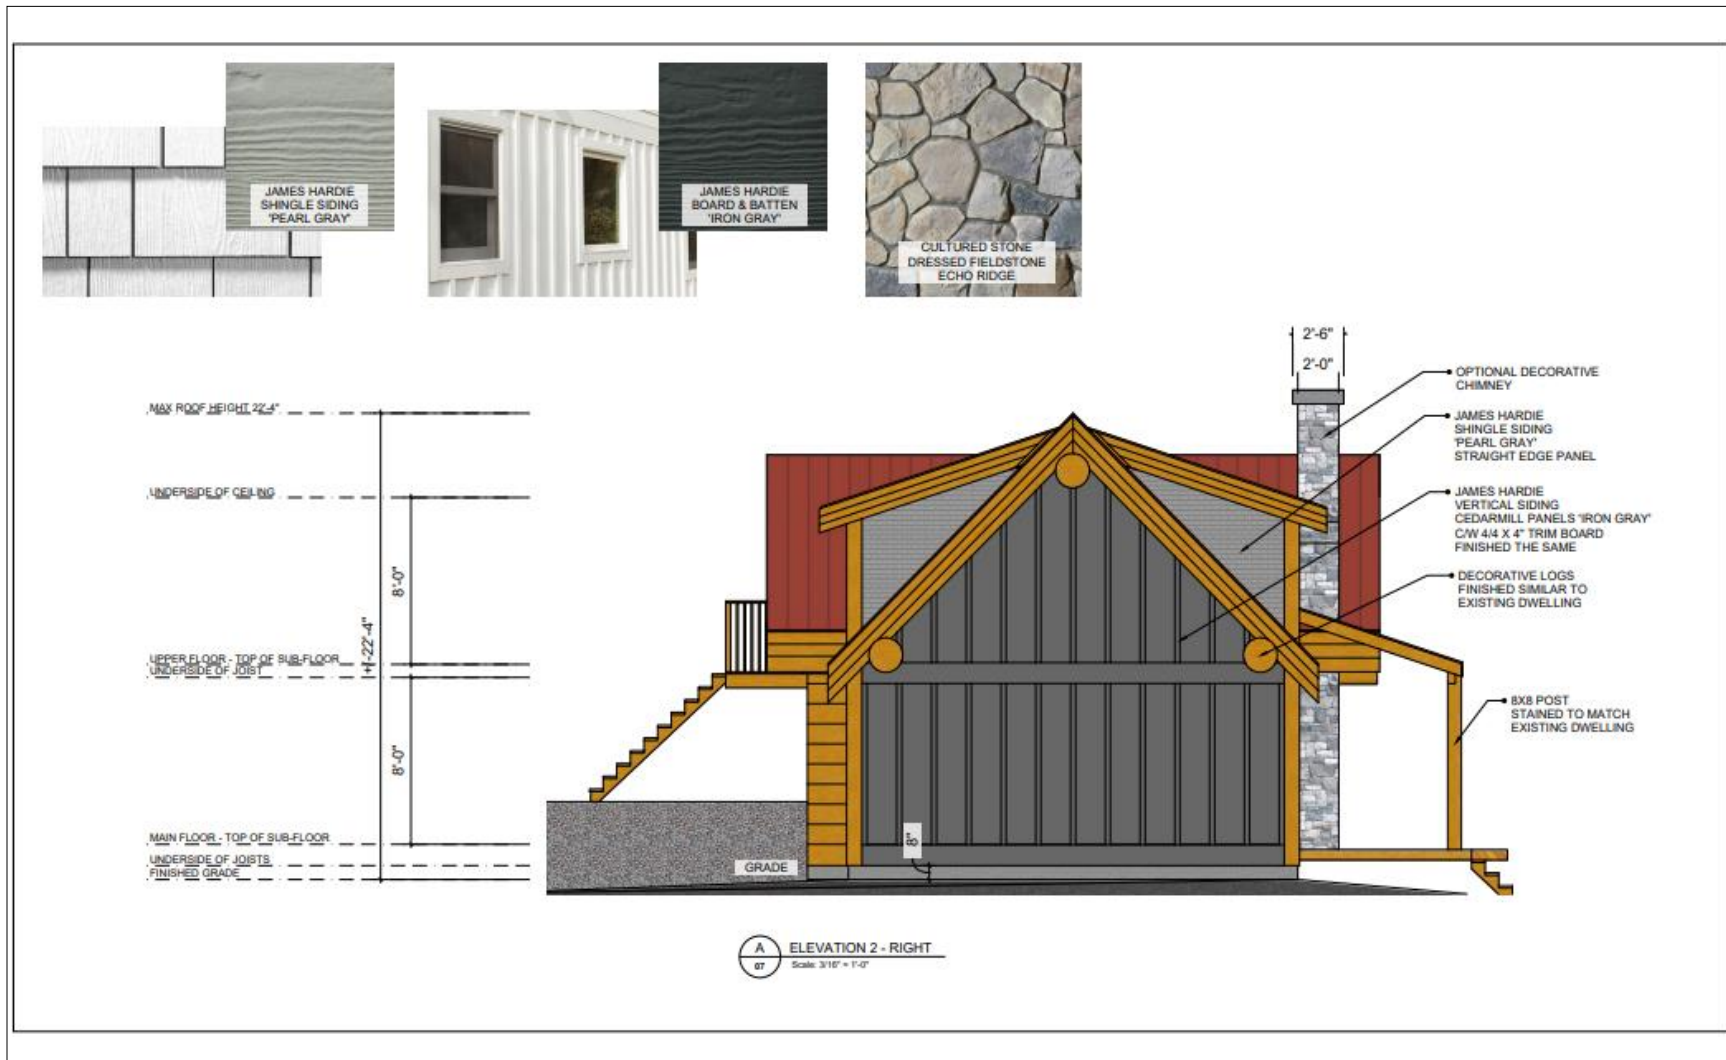 JAMES HARDIE
SHINGLE SIDING
'PEARL GRAY'
JAMES HARDIE
BOARD & BATTEN
'IRON GRAY'
CULTURED STONE
DRESSED FIELDSTONE
ECHO RIDGE
2'-6"
2'-0"
OPTIONAL DECORATIVE
CHIMNEY
JAMES HARDIE
SHINGLE SIDING
'PEARL GRAY'
STRAIGHT EDGE PANEL
JAMES HARDIE
VERTICAL SIDING
CEDARMILL PANELS 'IRON GRAY'
C/W 4/4 X 4" TRIM BOARD
FINISHED THE SAME
DECORATIVE LOGS
FINISHED SIMILAR TO
EXISTING DWELLING
8X8 POST
STAINED TO MATCH
EXISTING DWELLING
MAX ROOF HEIGHT 22'-4"
UNDERSIDE OF CEILING
8'-0"
+/-22'-4"
UPPER FLOOR - TOP OF SUB-FLOOR
UNDERSIDE OF JOIST
8'-0"
MAIN FLOOR - TOP OF SUB-FLOOR
UNDERSIDE OF JOISTS
FINISHED GRADE
GRADE
8"
A
07
ELEVATION 2 - RIGHT
Scale: 3/16" = 1'-0"